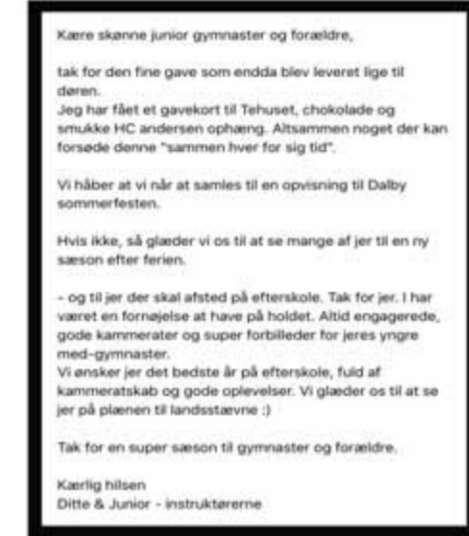 Kære skønne junior gymnaster og forældre,
tak for den fine gave som endda blev leveret lige til
døren.
Jeg har fået et gavekort til Tehuset, chokolade og
smukke HC andersen ophæng. Altsammen noget der kan
forsøde denne "sammen hver for sig tid".
Vi håber at vi når at samles til en opvisning til Dalby
sommerfesten.
Hvis ikke, så glæder vi os til at se mange af jer til en ny
sæson efter ferien.
- og til jer der skal afsted på efterskole. Tak for jer. I har
været en fornøjelse at have på holdet. Altid engagerede,
gode kammerater og super forbilleder for jeres yngre
med-gymnaster.
Vi ønsker jer det bedste år på efterskole, fuld af
kammeratskab og gode oplevelser. Vi glæder os til at se
jer på plænen til landsstævne :)
Tak for en super sæson til gymnaster og forældre.
Kærlig hilsen
Ditte & Junior - instruktørerne